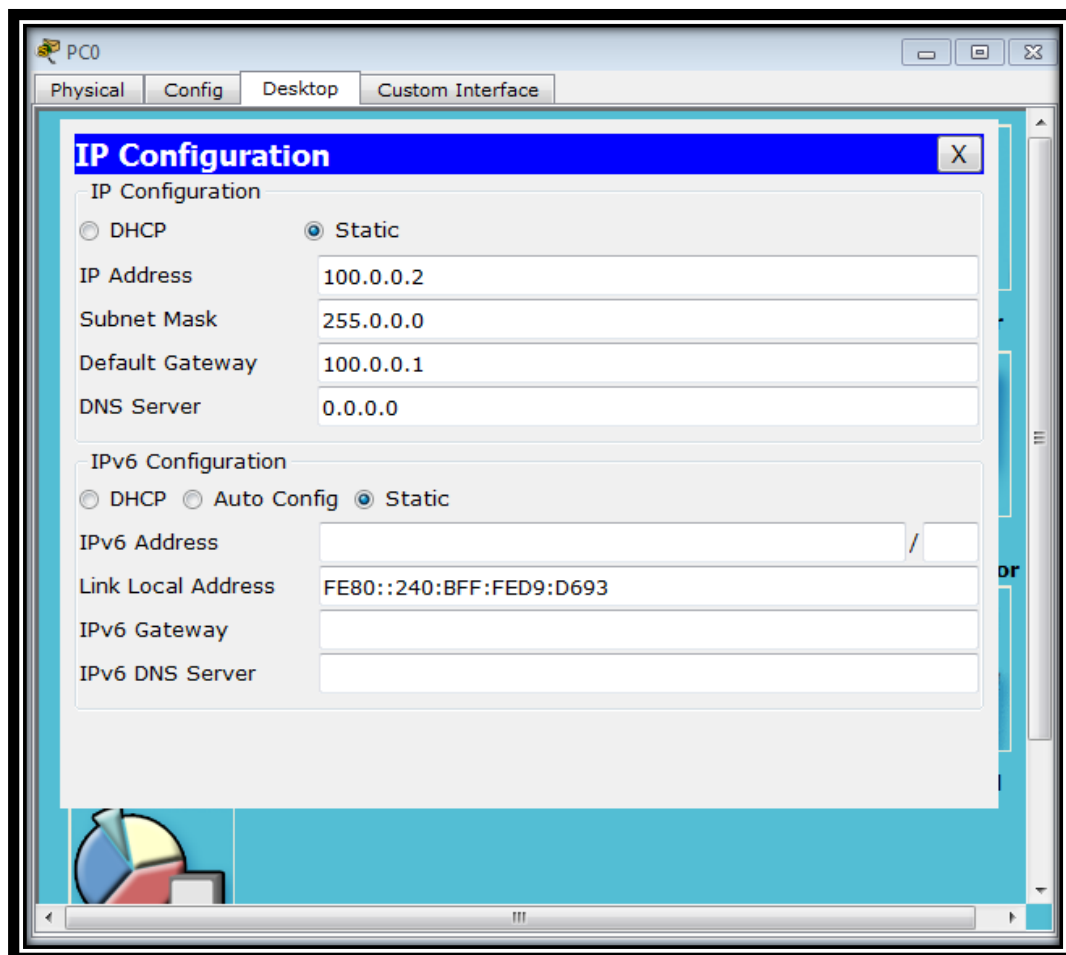 PC0
Physical Config Desktop Custom Interface
IP Configuration X
IP Configuration
DHCP Static
IP Address 100.0.0.2
Subnet Mask 255.0.0.0
Default Gateway 100.0.0.1
DNS Server 0.0.0.0
IPv6 Configuration
DHCP Auto Config Static
IPv6 Address /
Link Local Address FE80::240:BFF:FED9:D693
IPv6 Gateway
IPv6 DNS Server